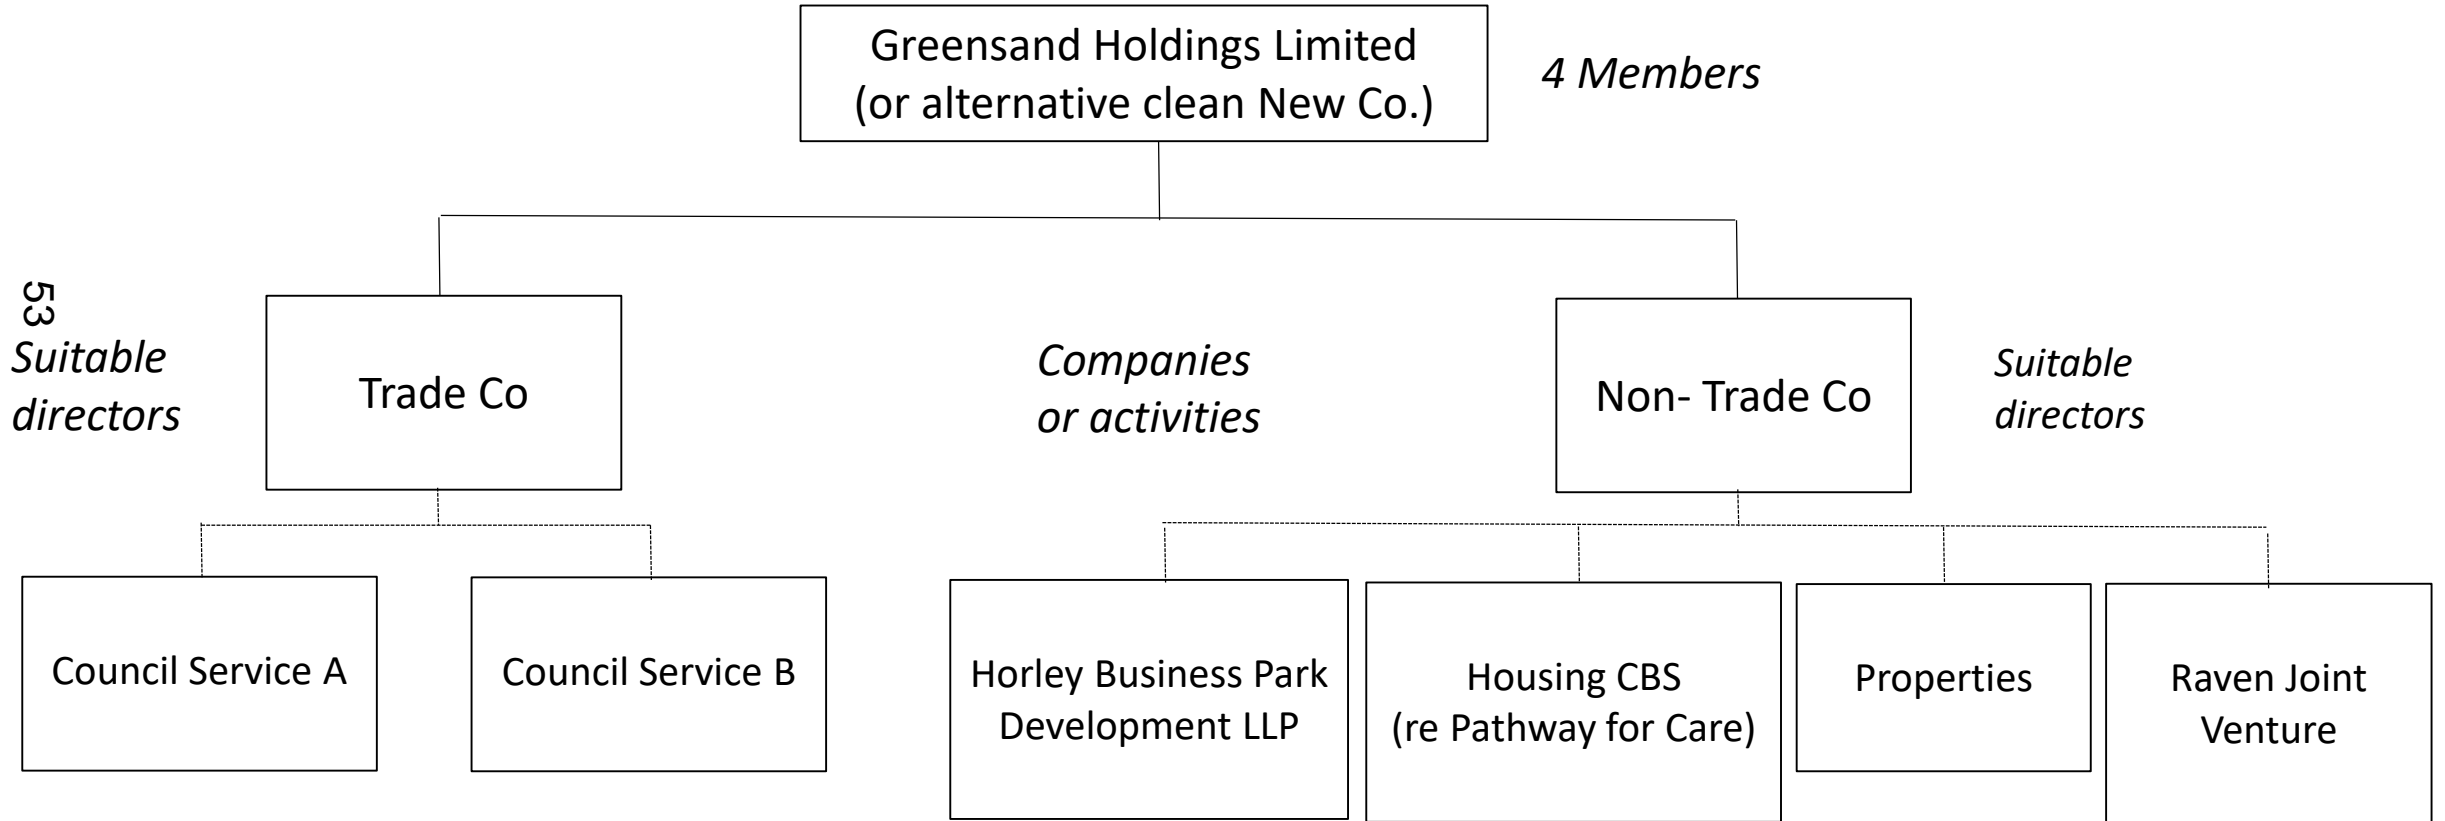 Greensand Holdings Limited
(or alternative clean New Co.)
4 Members
53
Suitable
directors
Trade Co
Companies
or activities
Non- Trade Co
Suitable
directors
Council Service A
Council Service B
Horley Business Park
Development LLP
Housing CBS
(re Pathway for Care)
Properties
Raven Joint
Venture